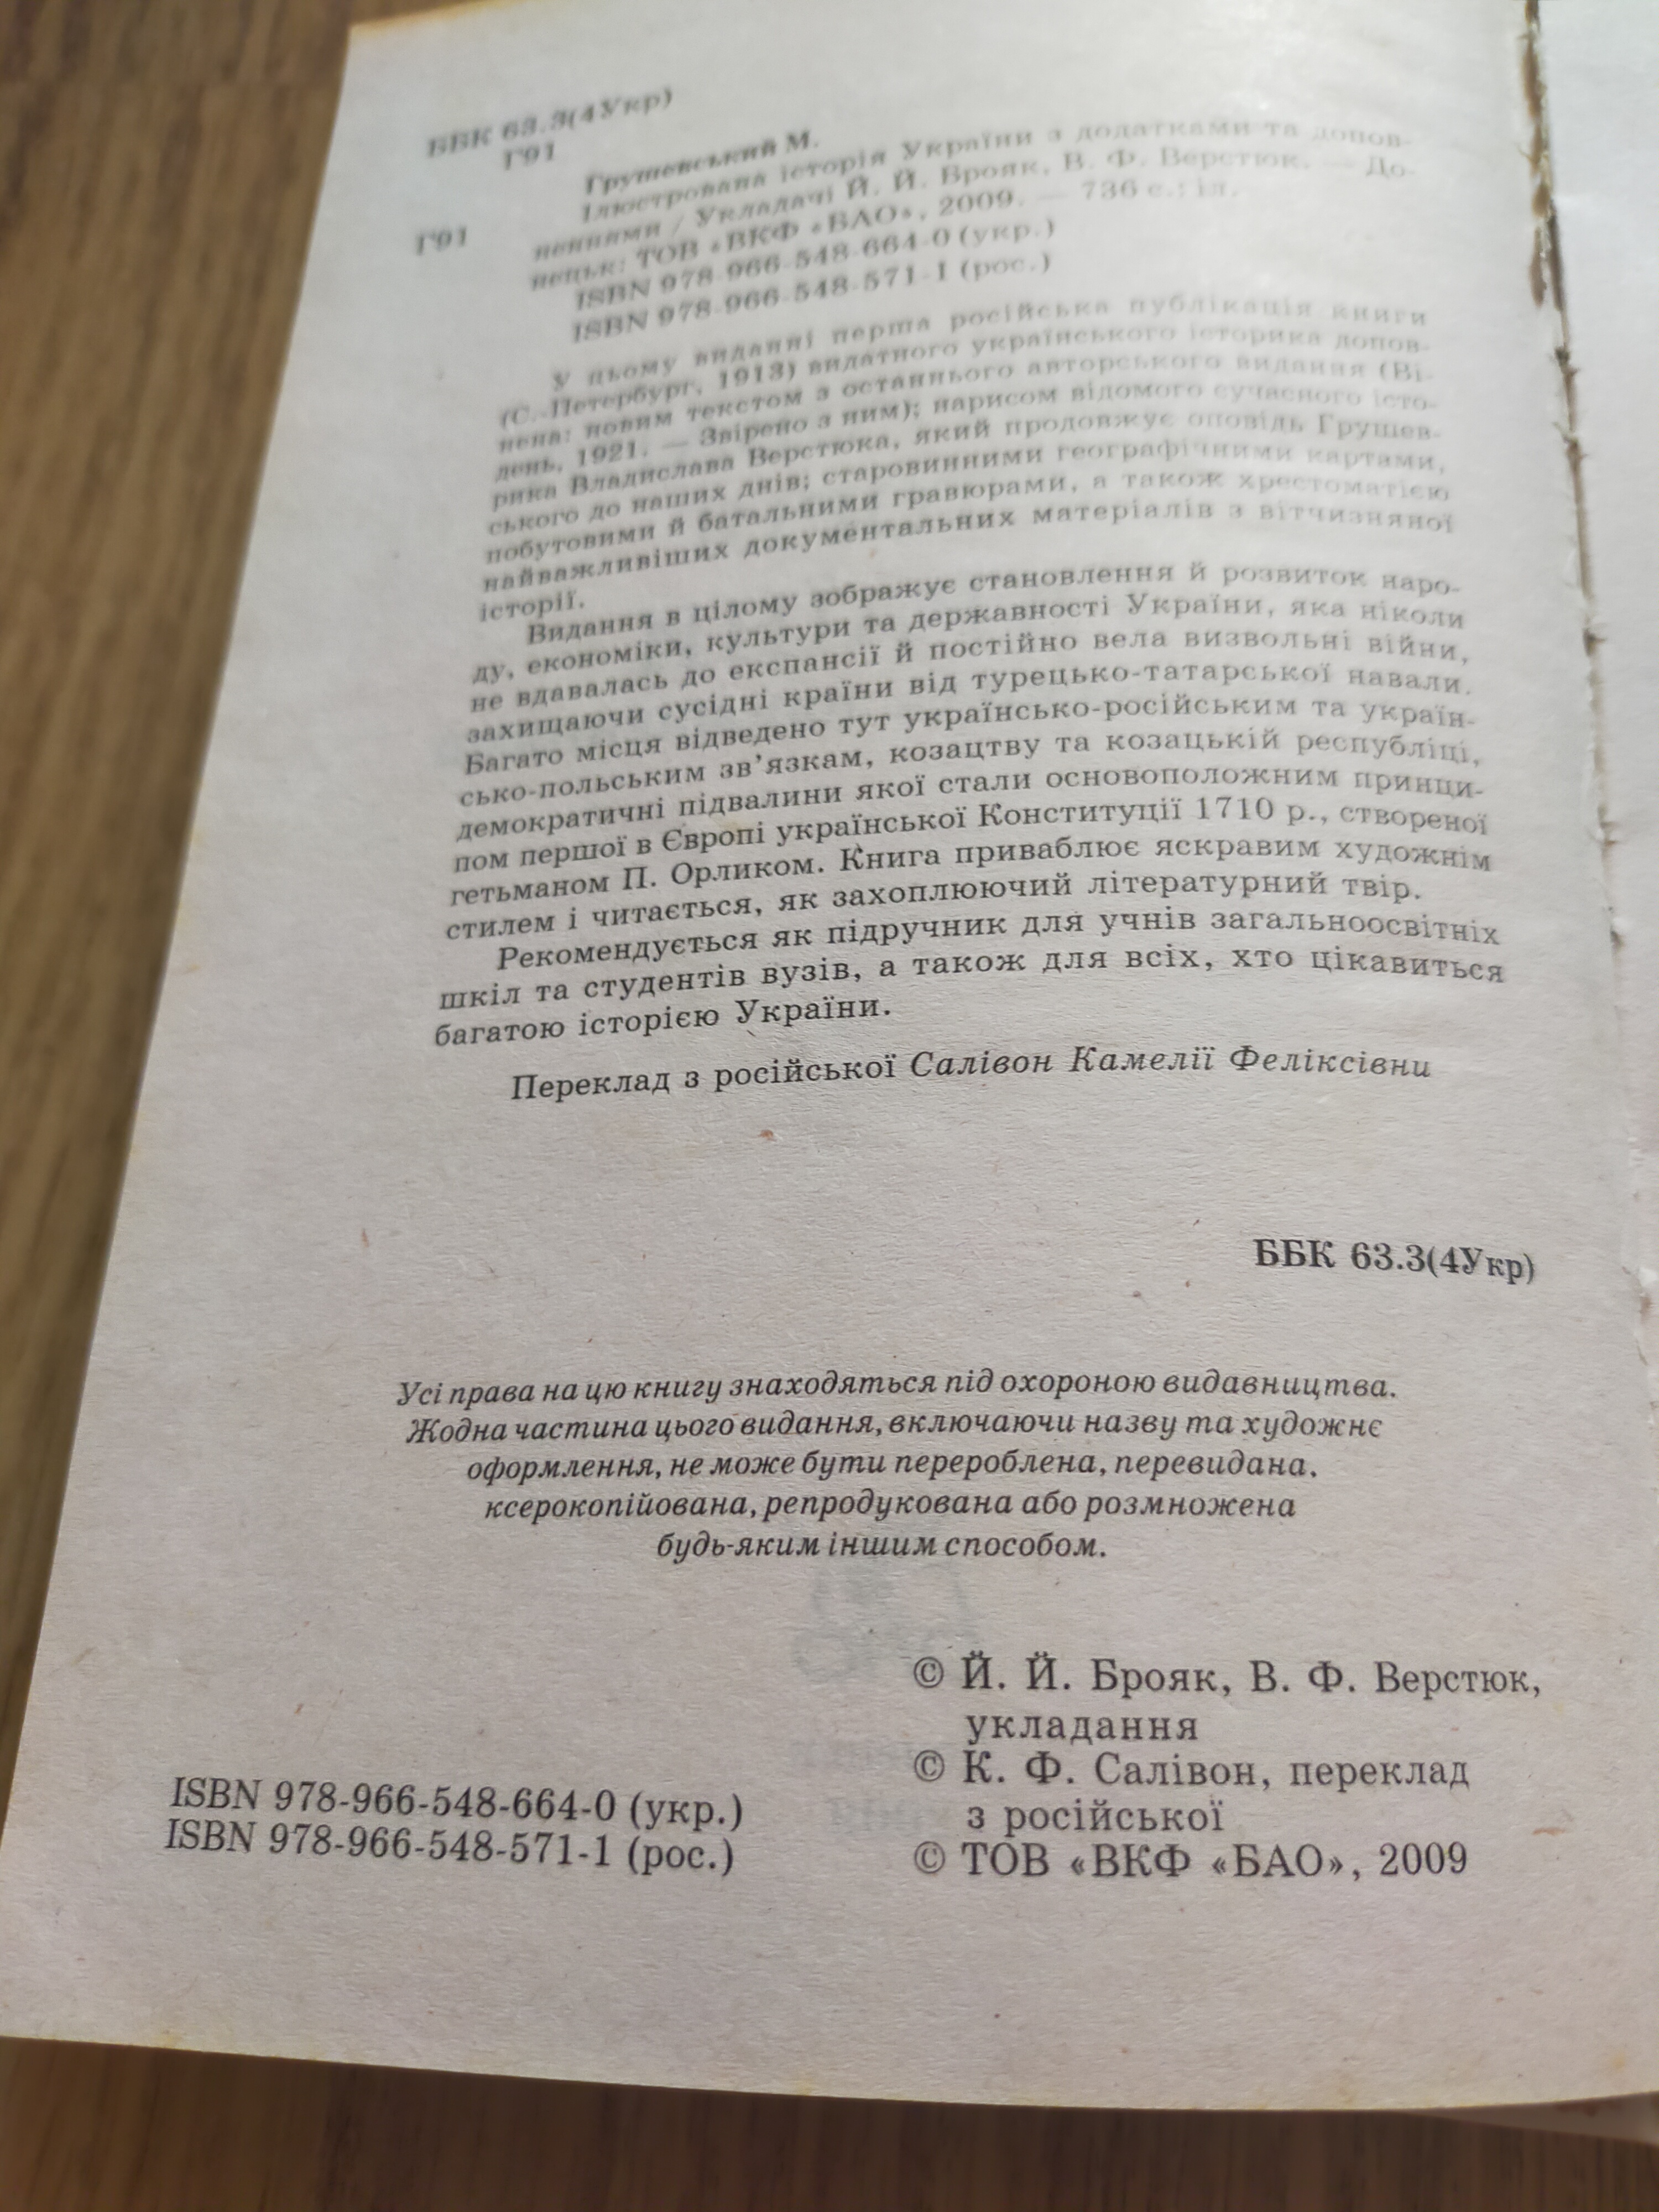 ББК 63.3(4Укр)
Г91
Грушевський М.
Г91 Ілюстрована історія України з додатками та допов-
неннями / Укладачі Й. Й. Брояк, В. Ф. Верстюк. — До-
нецьк: ТОВ «ВКФ «БАО», 2009. — 736 с.: іл.
ISBN 978-966-548-664-0 (укр.)
ISBN 978-966-548-571-1 (рос.)
У цьому виданні перша російська публікація книги
(С.-Петербург, 1913) видатного українського історика допов-
нена: новим текстом з останнього авторського видання (Ві-
день, 1921. — Звірено з ним); нарисом відомого сучасного істо-
рика Владислава Верстюка, який продовжує оповідь Грушев-
ського до наших днів; старовинними географічними картами,
побутовими й батальними гравюрами, а також хрестоматією
найважливіших документальних матеріалів з вітчизняної
історії.
Видання в цілому зображує становлення й розвиток наро-
ду, економіки, культури та державності України, яка ніколи
не вдавалась до експансії й постійно вела визвольні війни,
захищаючи сусідні країни від турецько-татарської навали.
Багато місця відведено тут українсько-російським та україн-
сько-польським зв’язкам, козацтву та козацькій республіці,
демократичні підвалини якої стали основоположним принци-
пом першої в Європі української Конституції 1710 р., створеної
гетьманом П. Орликом. Книга приваблює яскравим художнім
стилем і читається, як захоплюючий літературний твір.
Рекомендується як підручник для учнів загальноосвітніх
шкіл та студентів вузів, а також для всіх, хто цікавиться
багатою історією України.
Переклад з російської Салівон Камелії Феліксівни
ББК 63.3(4Укр)
Усі права на цю книгу знаходяться під охороною видавництва.
Жодна частина цього видання, включаючи назву та художнє
оформлення, не може бути перероблена, перевидана,
ксерокопійована, репродукована або розмножена
будь-яким іншим способом.
© Й. Й. Брояк, В. Ф. Верстюк,
укладання
© К. Ф. Салівон, переклад
з російської
© ТОВ «ВКФ «БАО», 2009
ISBN 978-966-548-664-0 (укр.)
ISBN 978-966-548-571-1 (рос.)